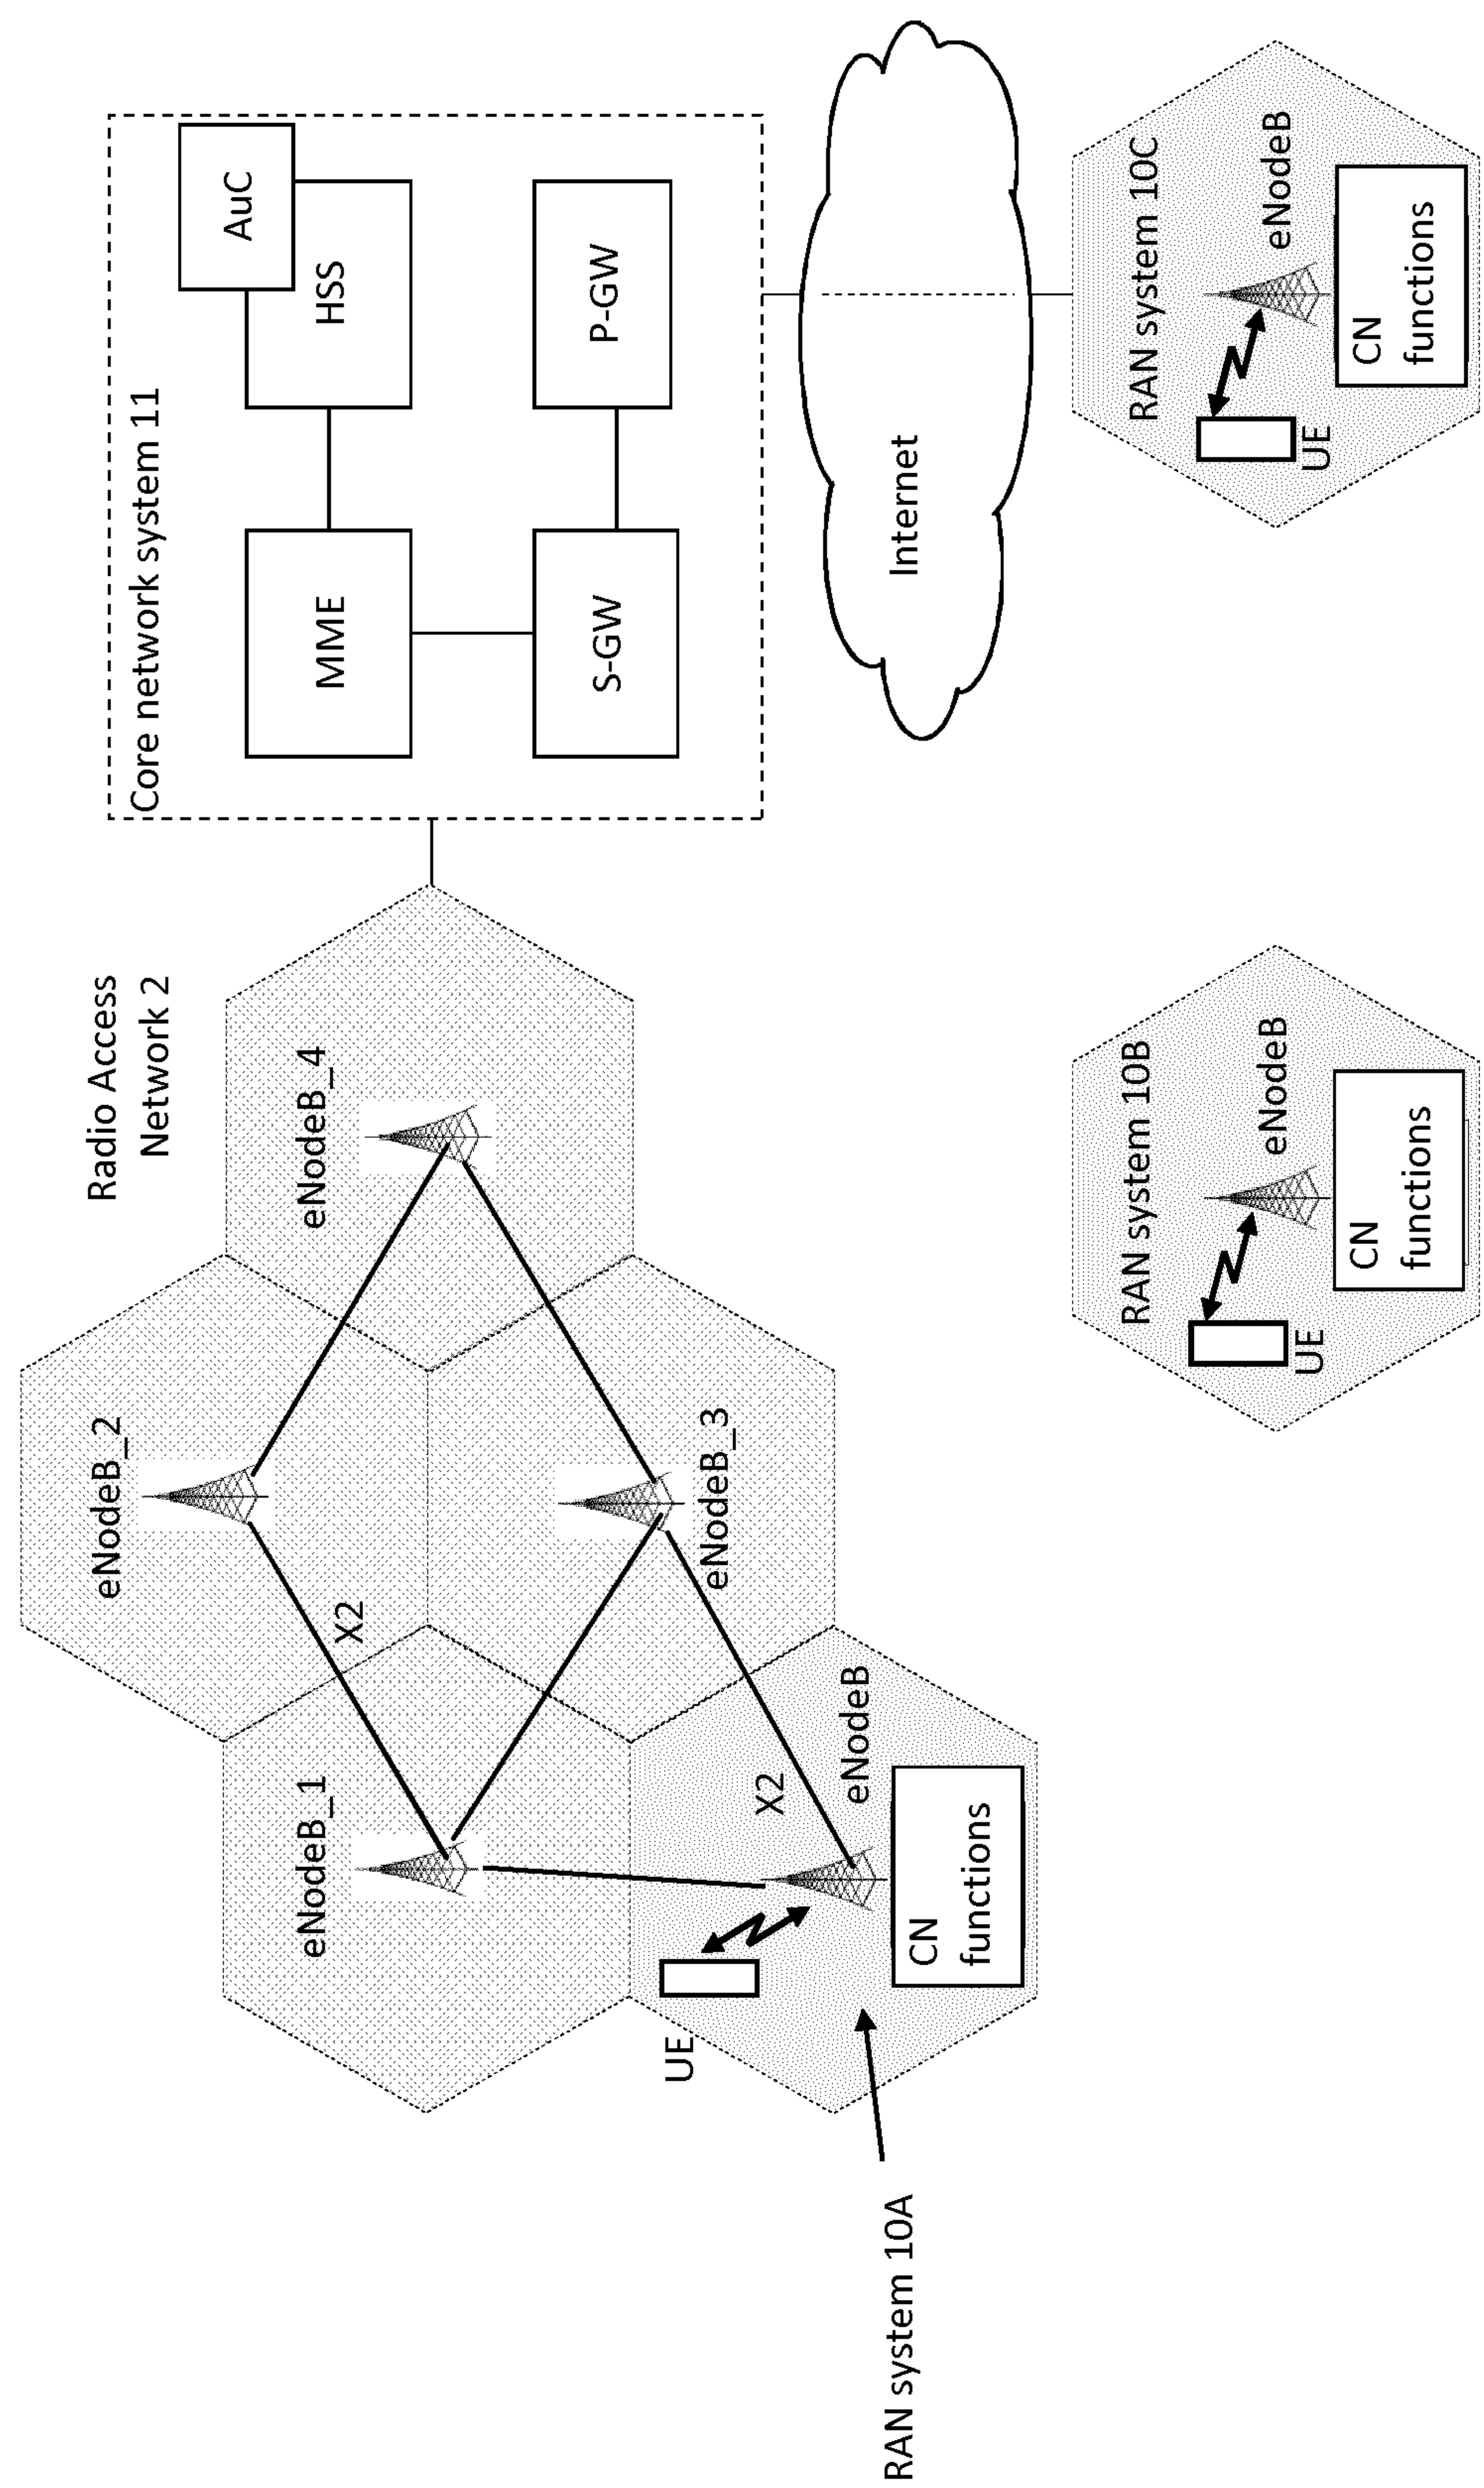 Radio Access
Network 2
Core network system 11
AuC
HSS
MME
S-GW
P-GW
eNodeB_2
eNodeB_1
eNodeB_4
X2
eNodeB_3
UE
X2
eNodeB
CN
functions
RAN system 10A
Internet
RAN system 10B
eNodeB
UE
CN
functions
RAN system 10C
eNodeB
UE
CN
functions